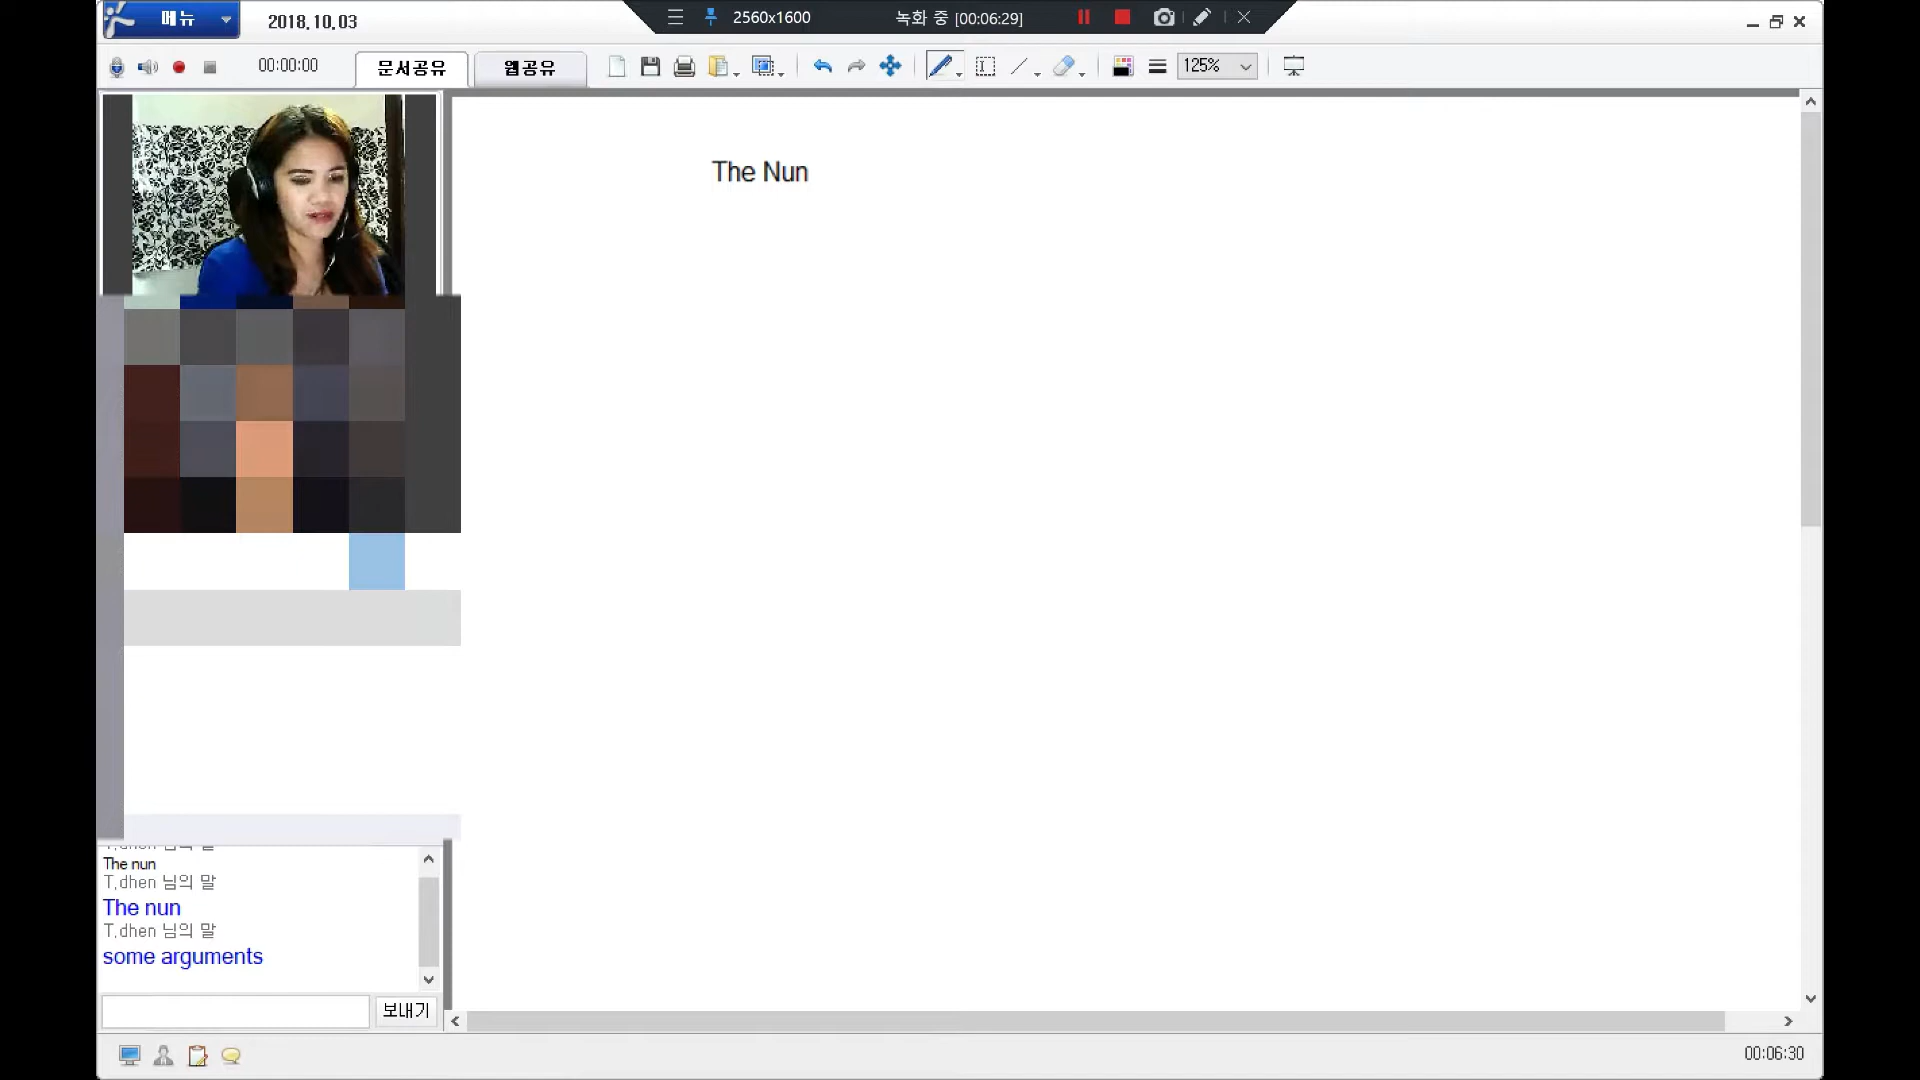 메뉴
2018.10.03
2560x1600
녹화 중 [00:06:29]
00:00:00
문서공유
웹공유
125%
The Nun
The nun
T.dhen 님의 말
The nun
T.dhen 님의 말
some arguments
보내기
00:06:30